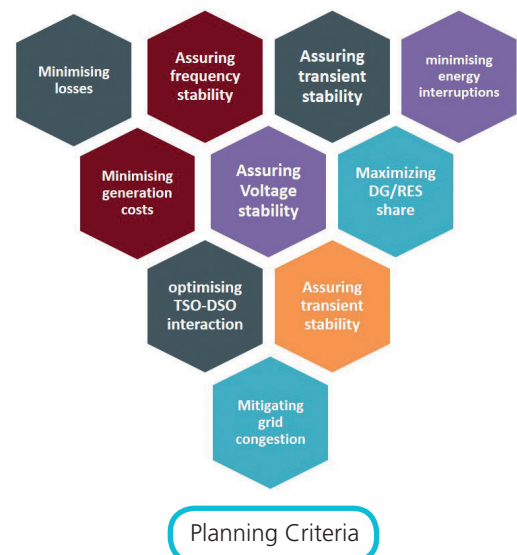 Minimising
losses
Assuring
frequency
stability
Assuring
transient
stability
minimising
energy
interruptions
Minimising
generation
costs
Assuring
Voltage
stability
Maximizing
DG/RES
share
optimising
TSO-DSO
interaction
Assuring
transient
stability
Mitigating
grid
congestion
Planning Criteria